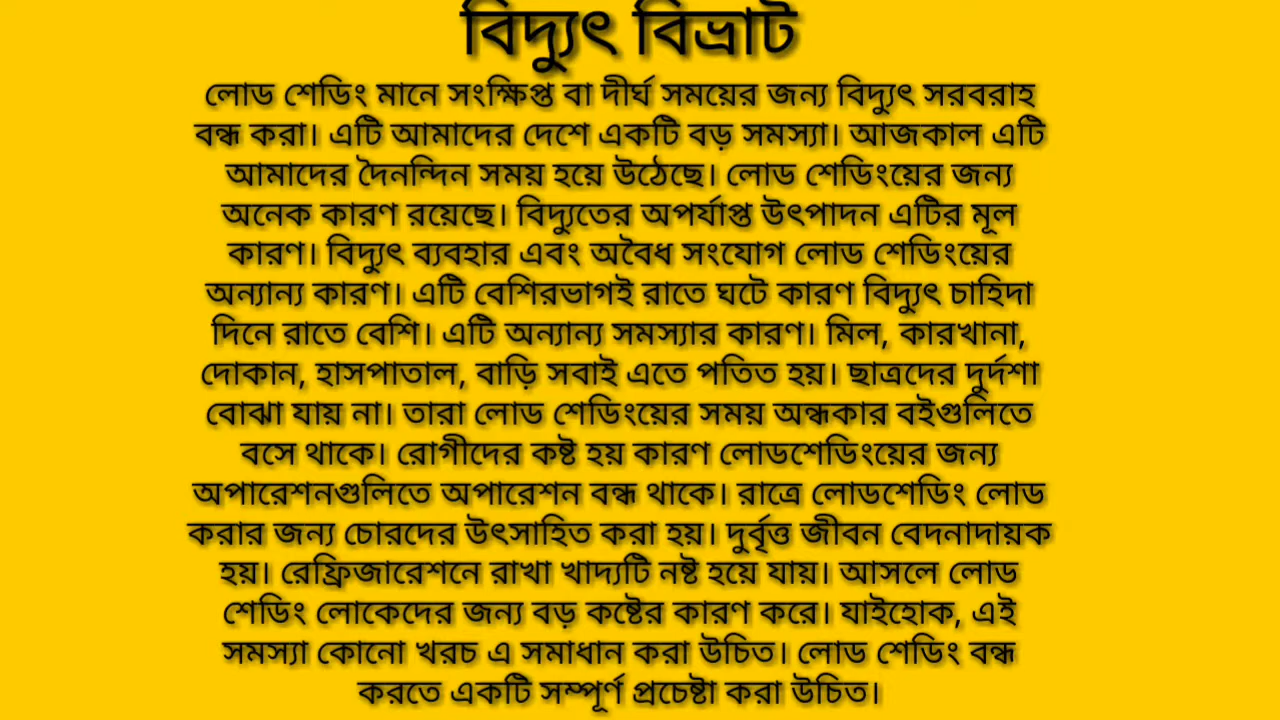 বিদ্যুৎ বিভ্রাট
লোড শেডিং মানে সংক্ষিপ্ত বা দীর্ঘ সময়ের জন্য বিদ্যুৎ সরবরাহ
বন্ধ করা। এটি আমাদের দেশে একটি বড় সমস্যা। আজকাল এটি
আমাদের দৈনন্দিন সময় হয়ে উঠেছে। লোড শেডিংয়ের জন্য
অনেক কারণ রয়েছে। বিদ্যুতের অপর্যাপ্ত উৎপাদন এটির মূল
কারণ। বিদ্যুৎ ব্যবহার এবং অবৈধ সংযোগ লোড শেডিংয়ের
অন্যান্য কারণ। এটি বেশিরভাগই রাতে ঘটে কারণ বিদ্যুৎ চাহিদা
দিনে রাতে বেশি। এটি অন্যান্য সমস্যার কারণ। মিল, কারখানা,
দোকান, হাসপাতাল, বাড়ি সবাই এতে পতিত হয়। ছাত্রদের দুর্দশা
বোঝা যায় না। তারা লোড শেডিংয়ের সময় অন্ধকার বইগুলিতে
বসে থাকে। রোগীদের কষ্ট হয় কারণ লোডশেডিংয়ের জন্য
অপারেশনগুলিতে অপারেশন বন্ধ থাকে। রাত্রে লোডশেডিং লোড
করার জন্য চোরদের উৎসাহিত করা হয়। দুর্বৃত্ত জীবন বেদনাদায়ক
হয়। রেফ্রিজারেশনে রাখা খাদ্যটি নষ্ট হয়ে যায়। আসলে লোড
শেডিং লোকেদের জন্য বড় কষ্টের কারণ করে। যাইহোক, এই
সমস্যা কোনো খরচ এ সমাধান করা উচিত। লোড শেডিং বন্ধ
করতে একটি সম্পূর্ণ প্রচেষ্টা করা উচিত।